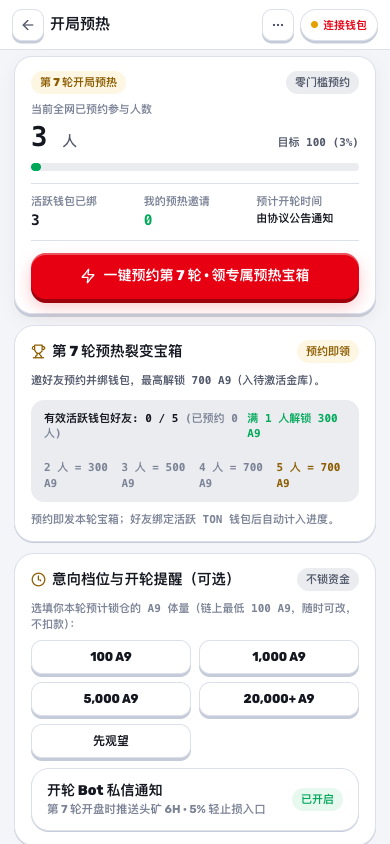 开局预热
连接钱包
第 7 轮开局预热
零门槛预约
当前全网已预约参与人数
3 人
目标 100 (3%)
活跃钱包已绑
我的预热邀请
预计开轮时间
3
0
由协议公告通知
一键预约第 7 轮 · 领专属预热宝箱
第 7 轮预热裂变宝箱
预约即领
邀好友预约并绑钱包，最高解锁 700 A9（入待激活金库）。
有效活跃钱包好友: 0 / 5 (已预约 0 人)
满 1 人解锁 300 A9
2 人 = 300 A9
3 人 = 500 A9
4 人 = 700 A9
5 人 = 700 A9
预约即发本轮宝箱；好友绑定活跃 TON 钱包后自动计入进度。
意向档位与开轮提醒（可选）
不锁资金
选填你本轮预计锁仓的 A9 体量（链上最低 100 A9，随时可改，
不扣款）：
100 A9
1,000 A9
5,000 A9
20,000+ A9
先观望
开轮 Bot 私信通知
第 7 轮开盘时推送头矿 6H · 5% 轻止损入口
已开启